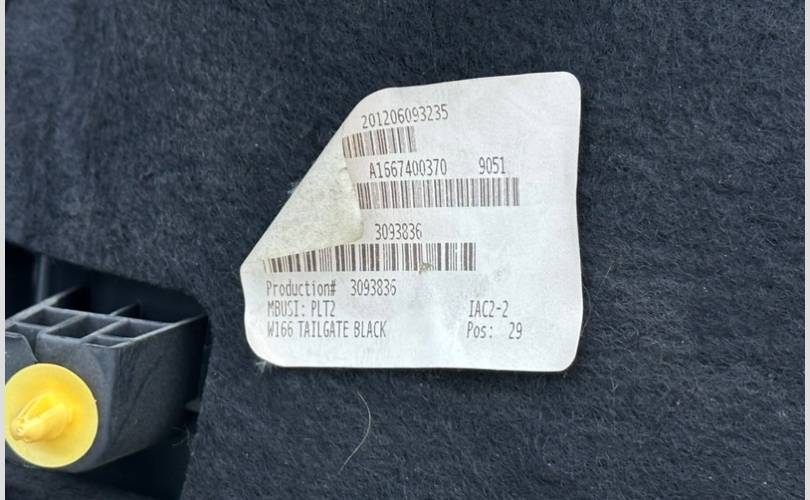 201206093235
A1667400370 9051
3093836
Production# 3093836
MBUSI: PLT2 IAC2-2
W166 TAILGATE BLACK Pos: 29